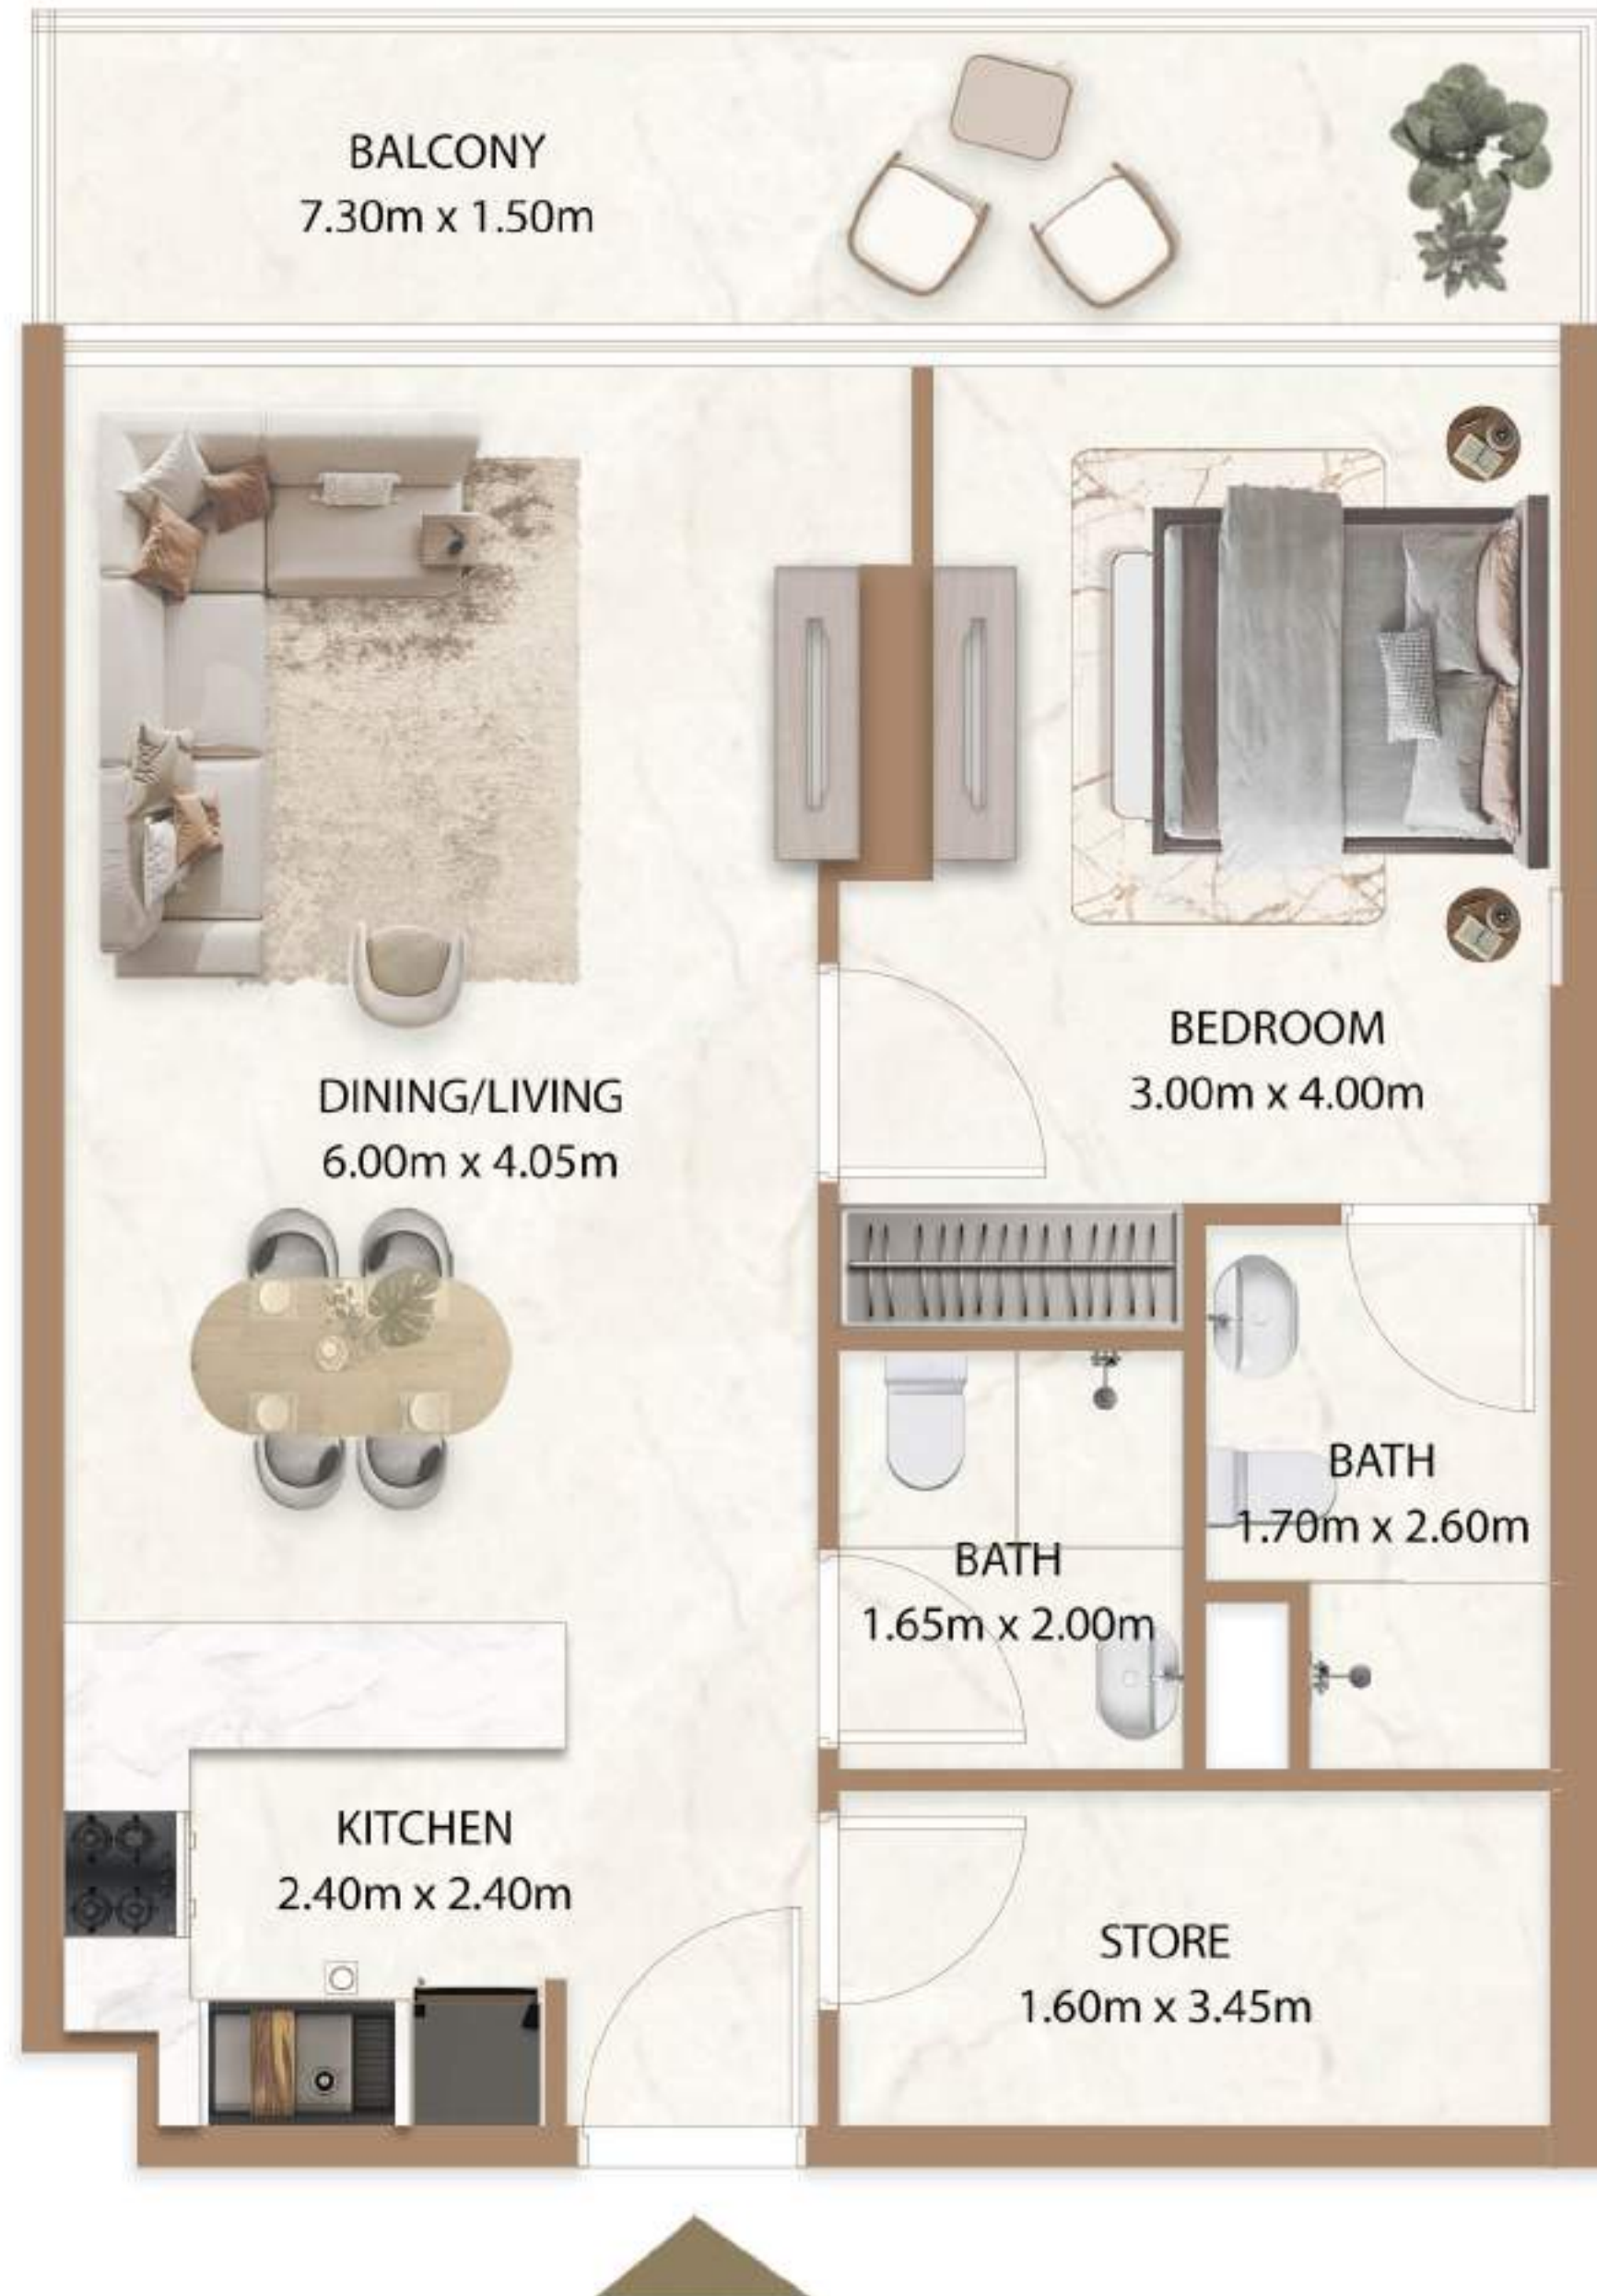 BALCONY
7.30m x 1.50m
BEDROOM
3.00m x 4.00m
DINING/LIVING
6.00m x 4.05m
BATH
1.70m x 2.60m
BATH
1.65m x 2.00m
KITCHEN
2.40m x 2.40m
STORE
1.60m x 3.45m